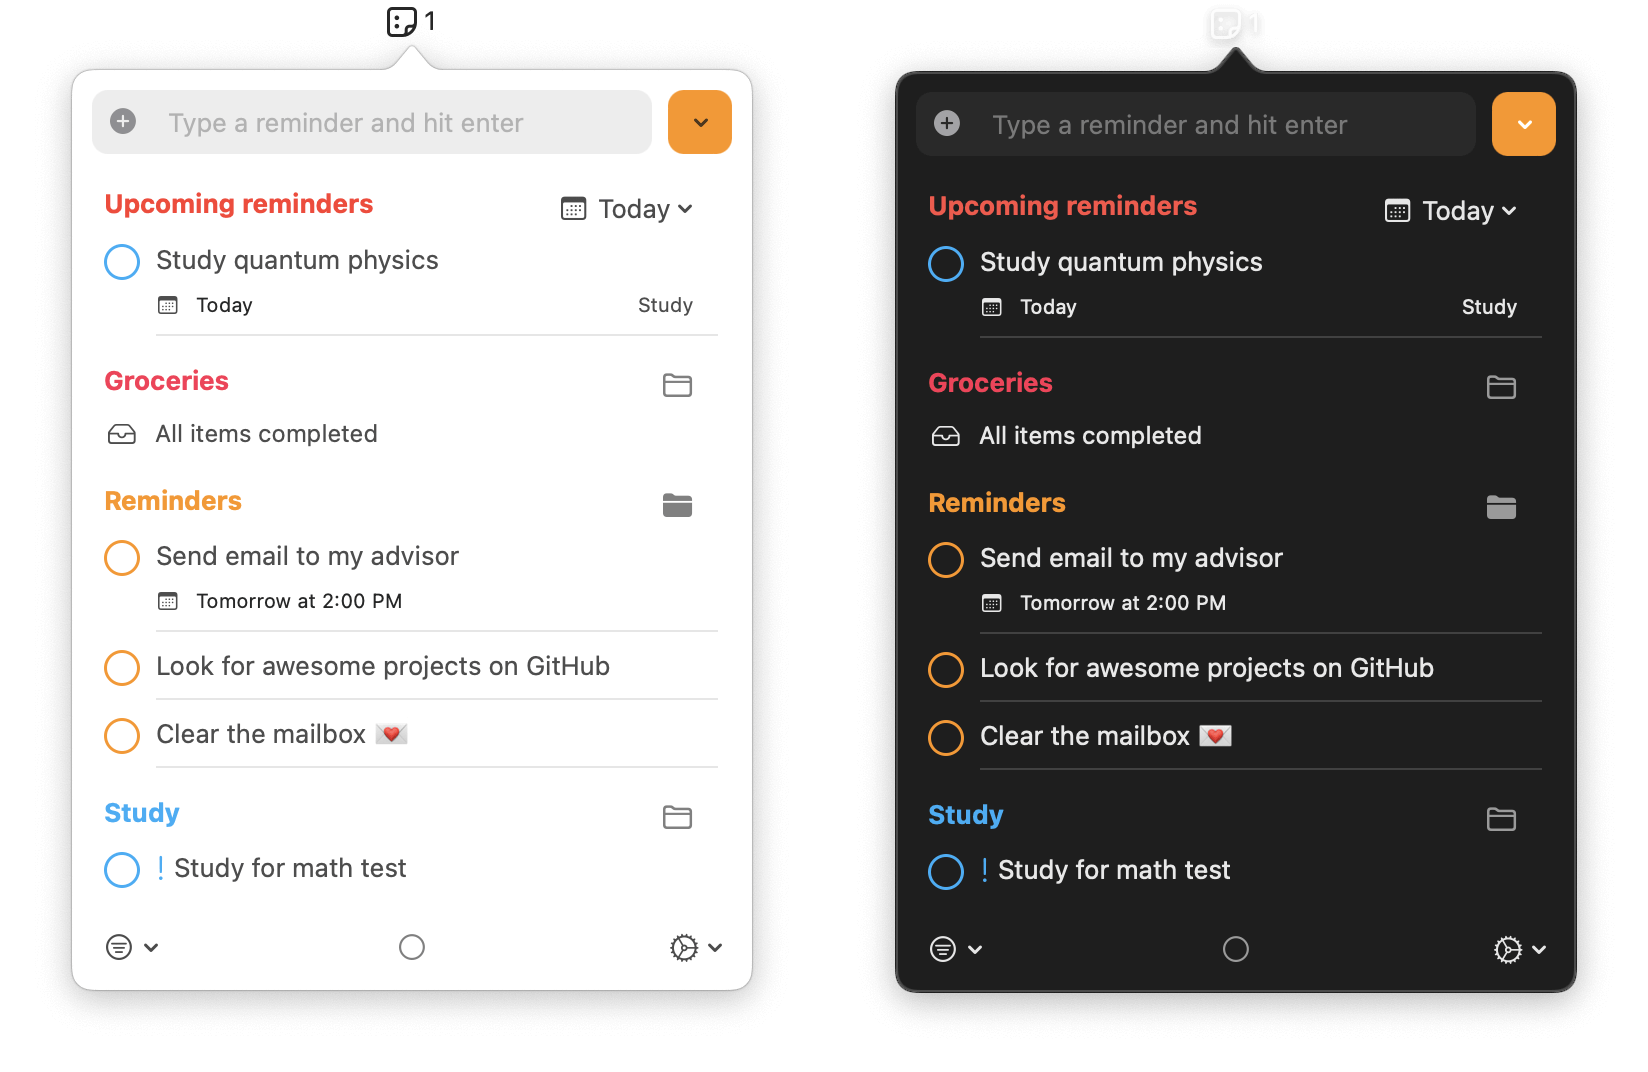 1
Type a reminder and hit enter
Upcoming reminders
Today
Study quantum physics
Today
Study
Groceries
All items completed
Reminders
Send email to my advisor
Tomorrow at 2:00 PM
Look for awesome projects on GitHub
Clear the mailbox 💌
Study
! Study for math test
1
Type a reminder and hit enter
Upcoming reminders
Today
Study quantum physics
Today
Study
Groceries
All items completed
Reminders
Send email to my advisor
Tomorrow at 2:00 PM
Look for awesome projects on GitHub
Clear the mailbox 💌
Study
! Study for math test